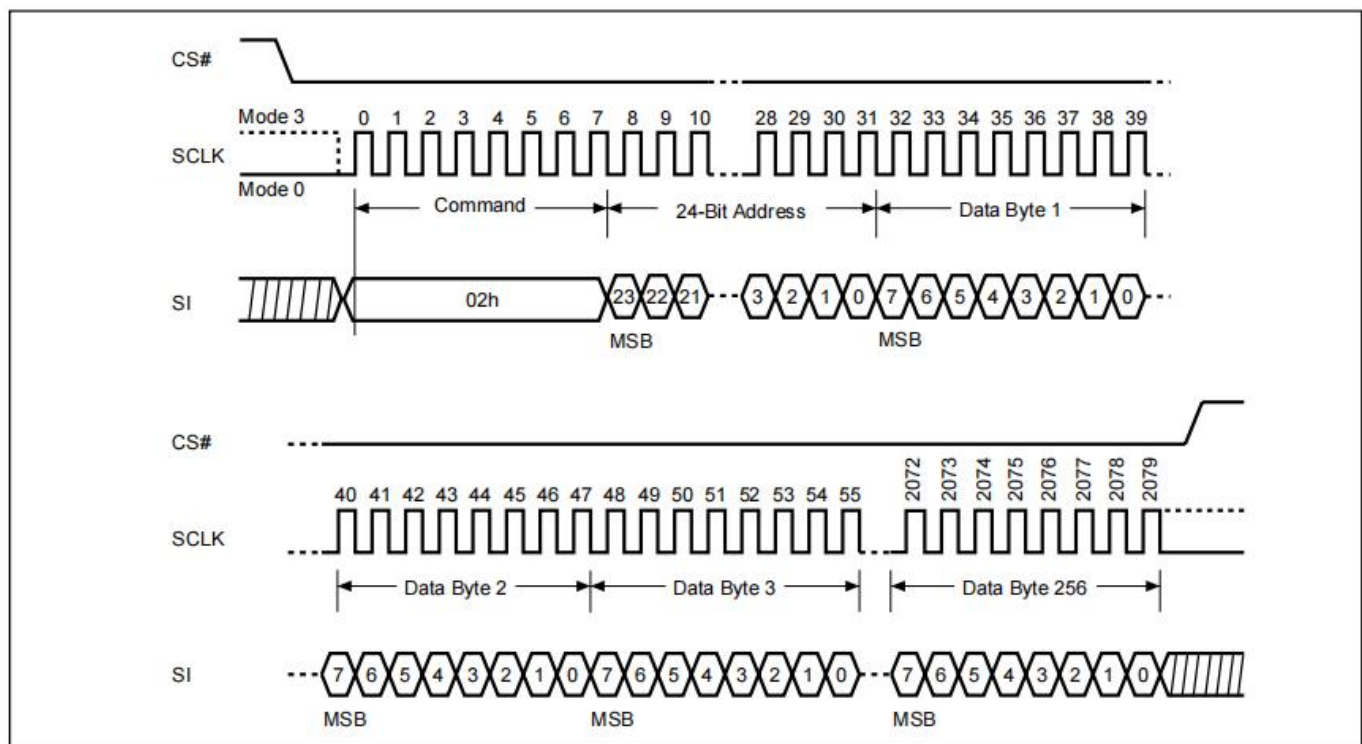 CS#
Mode 3
0 1 2 3 4 5 6 7 8 9 10 28 29 30 31 32 33 34 35 36 37 38 39
SCLK
Mode 0
Command 24-Bit Address Data Byte 1
SI 02h 23 22 21 3 2 1 0 7 6 5 4 3 2 1 0
MSB MSB
CS#
40 41 42 43 44 45 46 47 48 49 50 51 52 53 54 55 2072 2073 2074 2075 2076 2077 2078 2079
SCLK
Data Byte 2 Data Byte 3 Data Byte 256
SI 7 6 5 4 3 2 1 0 7 6 5 4 3 2 1 0 7 6 5 4 3 2 1 0
MSB MSB MSB